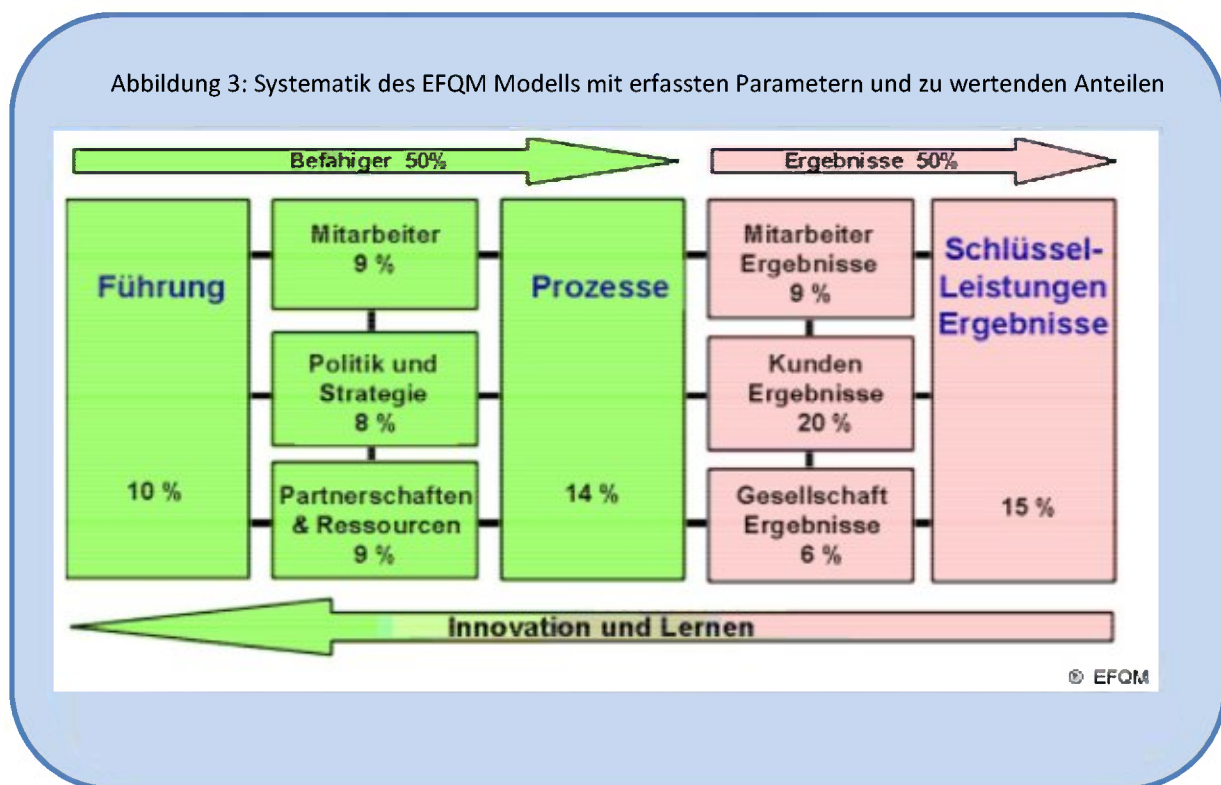 Abbildung 3: Systematik des EFQM Modells mit erfassten Parametern und zu wertenden Anteilen
Befähiger 50%
Ergebnisse 50%
Führung
10 %
Mitarbeiter
9 %
Politik und
Strategie
8 %
Partnerschaften
& Ressourcen
9 %
Prozesse
14 %
Mitarbeiter
Ergebnisse
9 %
Kunden
Ergebnisse
20 %
Gesellschaft
Ergebnisse
6 %
Schlüssel-
Leistungen
Ergebnisse
15 %
Innovation und Lernen
© EFQM